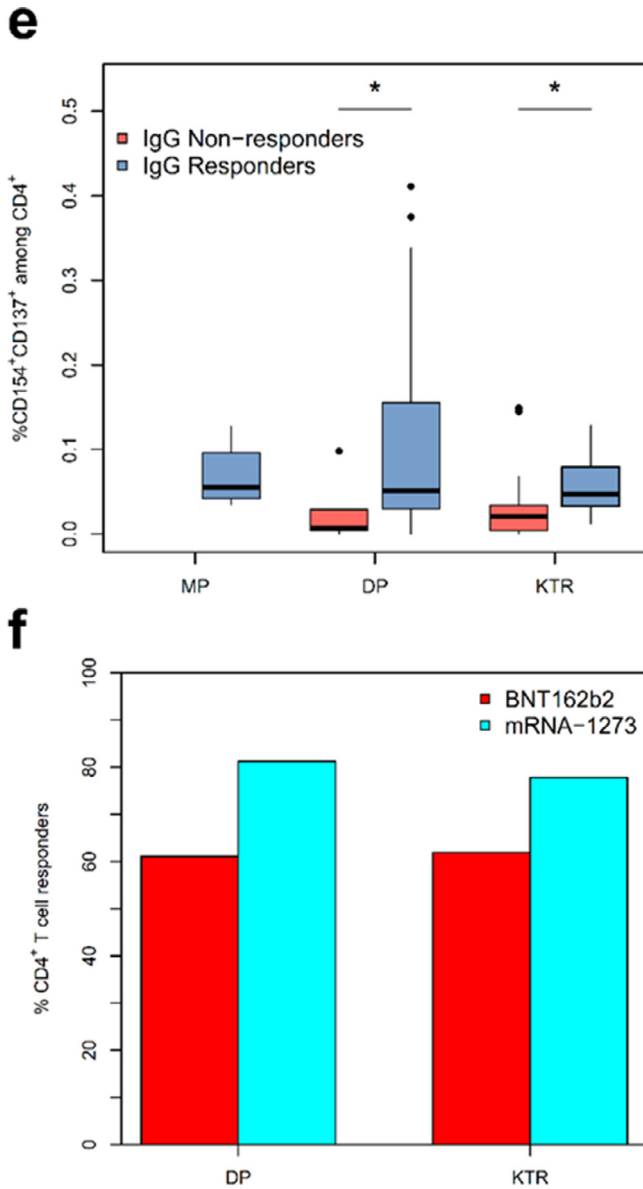 e
%CD154⁺CD137⁺ among CD4⁺
0.5
0.4
0.3
0.2
0.1
0.0
* *
IgG Non-responders
IgG Responders
MP DP KTR
f
% CD4⁺ T cell responders
100
80
60
40
20
0
BNT162b2
mRNA-1273
DP KTR